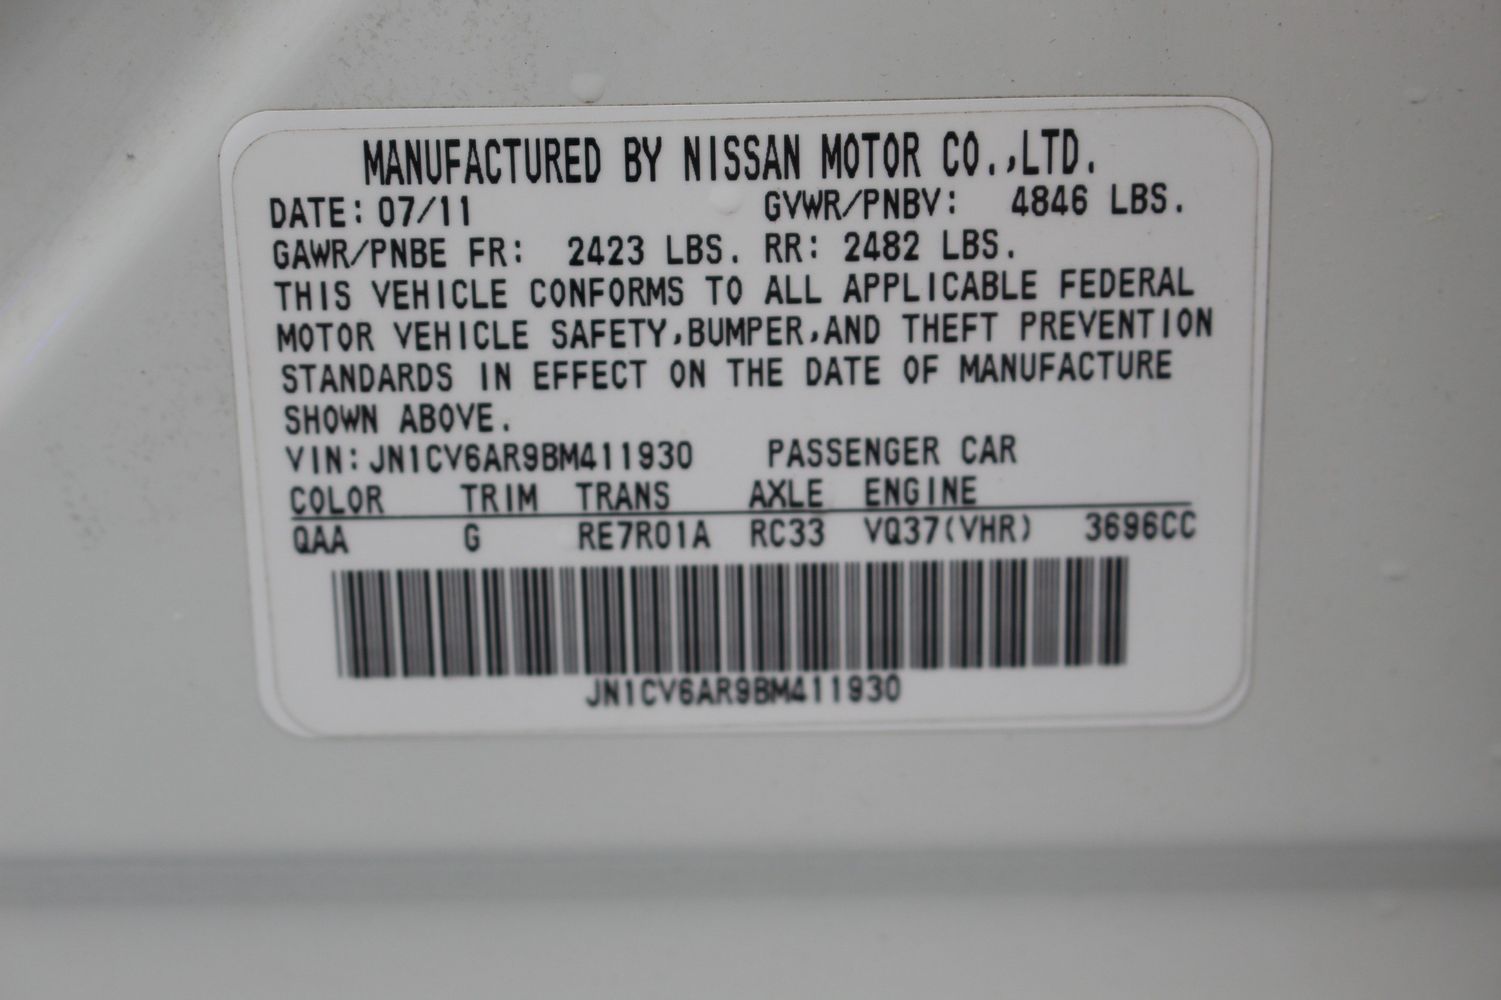 MANUFACTURED BY NISSAN MOTOR CO.,LTD.
DATE: 07/11 GVWR/PNBV: 4846 LBS.
GAWR/PNBE FR: 2423 LBS. RR: 2482 LBS.
THIS VEHICLE CONFORMS TO ALL APPLICABLE FEDERAL
MOTOR VEHICLE SAFETY,BUMPER,AND THEFT PREVENTION
STANDARDS IN EFFECT ON THE DATE OF MANUFACTURE
SHOWN ABOVE.
VIN: JN1CV6AR9BM411930 PASSENGER CAR
COLOR TRIM TRANS AXLE ENGINE
QAA G RE7R01A RC33 VQ37(VHR) 3696CC
JN1CV6AR9BM411930